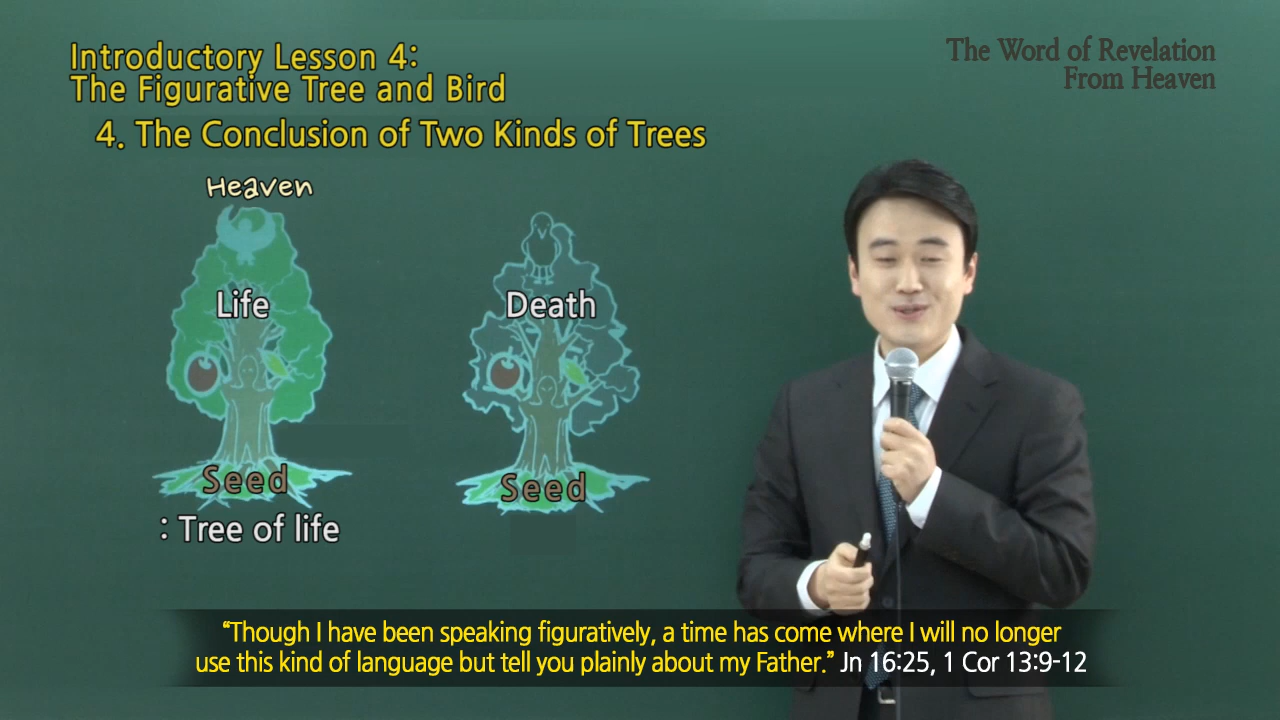 Introductory Lesson 4:
The Figurative Tree and Bird
4. The Conclusion of Two Kinds of Trees
The Word of Revelation
From Heaven
Heaven
Life
Death
Seed
Seed
: Tree of life
“Though I have been speaking figuratively, a time has come where I will no longer
use this kind of language but tell you plainly about my Father.” Jn 16:25, 1 Cor 13:9-12